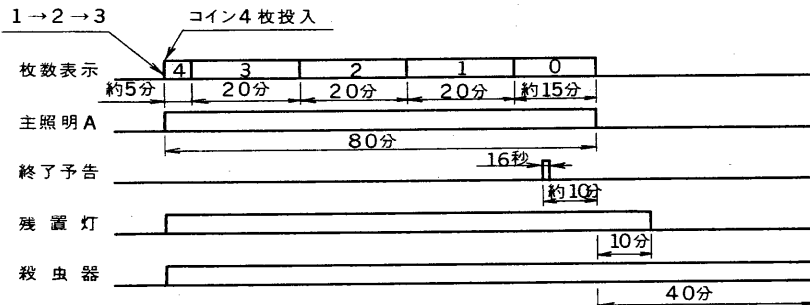 1→2→3
コイン4枚投入
枚数表示
4 3 2 1 0
約5分 20分 20分 20分 約15分
主照明A
80分
終了予告
16秒
約10分
残置灯
10分
殺虫器
40分